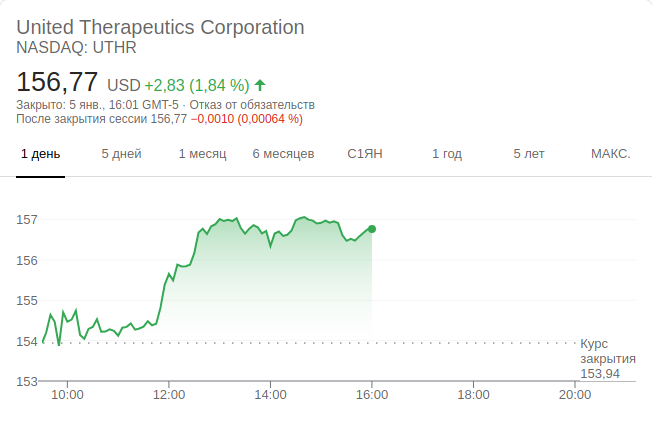 United Therapeutics Corporation
NASDAQ: UTHR
156,77 USD +2,83 (1,84 %)
Закрыто: 5 янв., 16:01 GMT-5 · Отказ от обязательств
После закрытия сессии 156,77 −0,0010 (0,00064 %)
1 день 5 дней 1 месяц 6 месяцев С1ЯН 1 год 5 лет МАКС.
157
156
155
154
Курс
закрытия
153,94
153
10:00 12:00 14:00 16:00 18:00 20:00